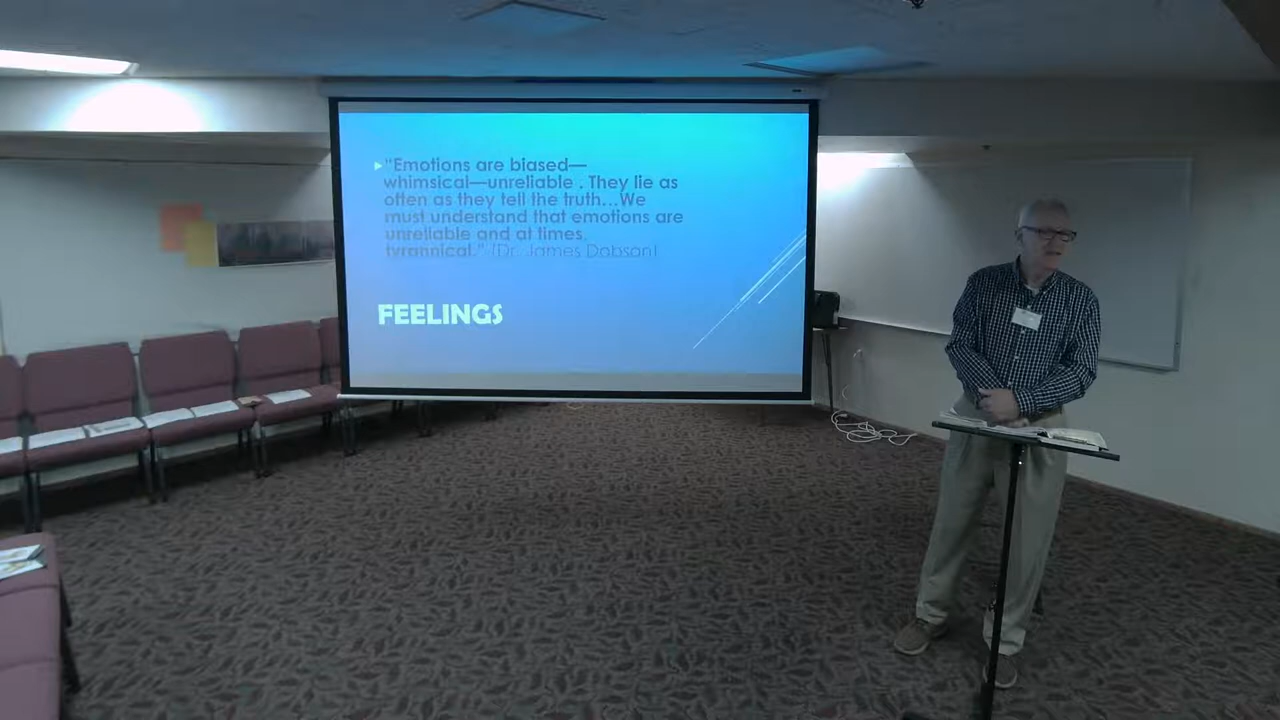 "Emotions are biased—
whimsical—unreliable . They lie as
often as they tell the truth...We
must understand that emotions are
unreliable and at times,
tyrannical." (Dr. James Dobson)
FEELINGS